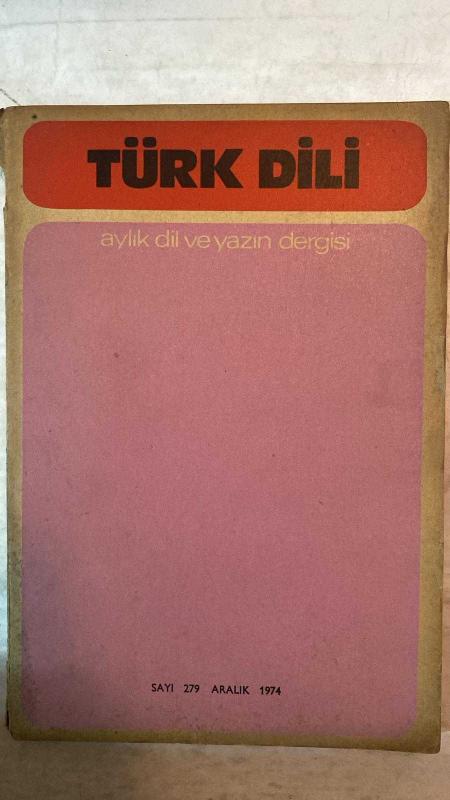 TÜRK DİLİ
aylık dil ve yazın dergisi
SAYI 279 ARALIK 1974